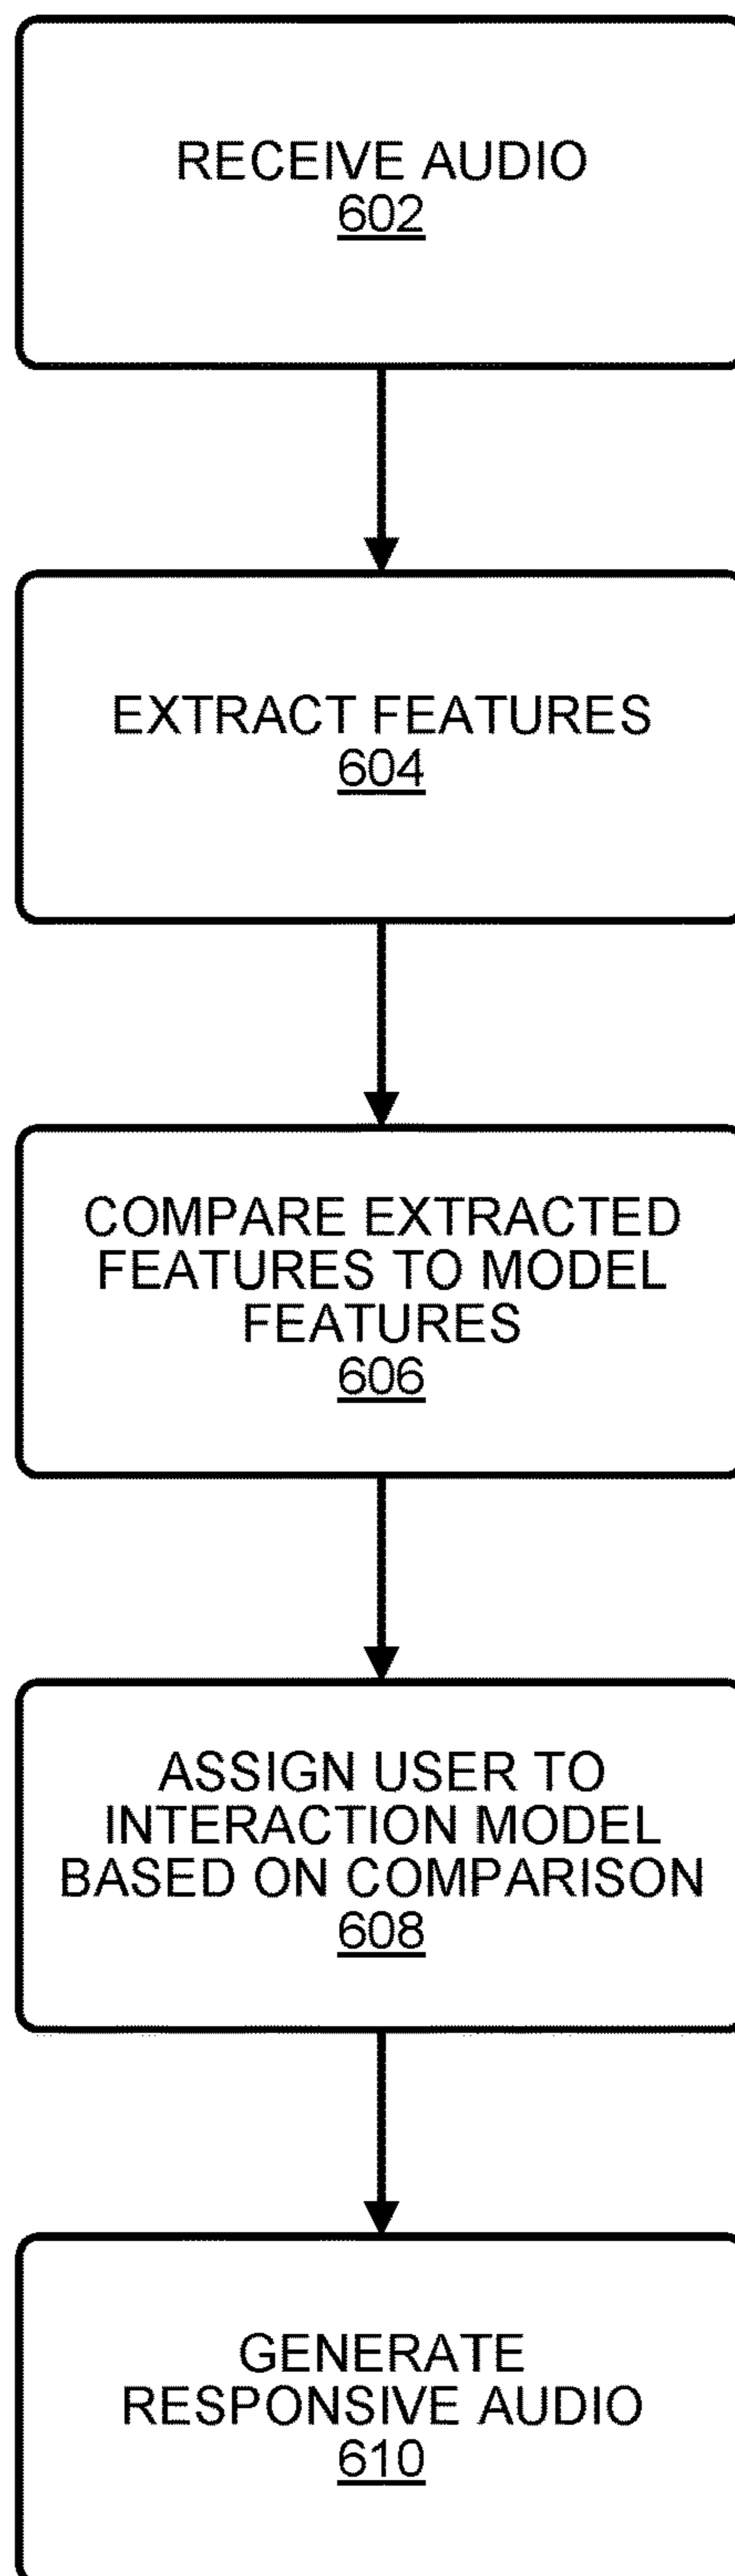 RECEIVE AUDIO
602
EXTRACT FEATURES
604
COMPARE EXTRACTED
FEATURES TO MODEL
FEATURES
606
ASSIGN USER TO
INTERACTION MODEL
BASED ON COMPARISON
608
GENERATE
RESPONSIVE AUDIO
610